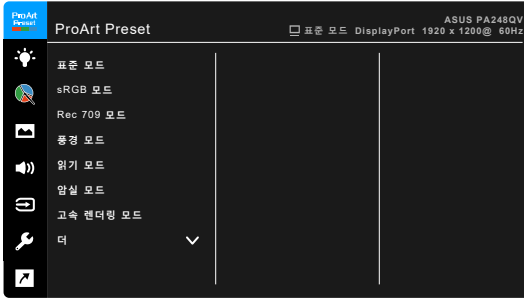 ProArt
Preset
ProArt Preset
ASUS PA248QV
표준 모드 DisplayPort 1920 x 1200@ 60Hz
표준 모드
sRGB 모드
Rec 709 모드
풍경 모드
읽기 모드
암실 모드
고속 렌더링 모드
더